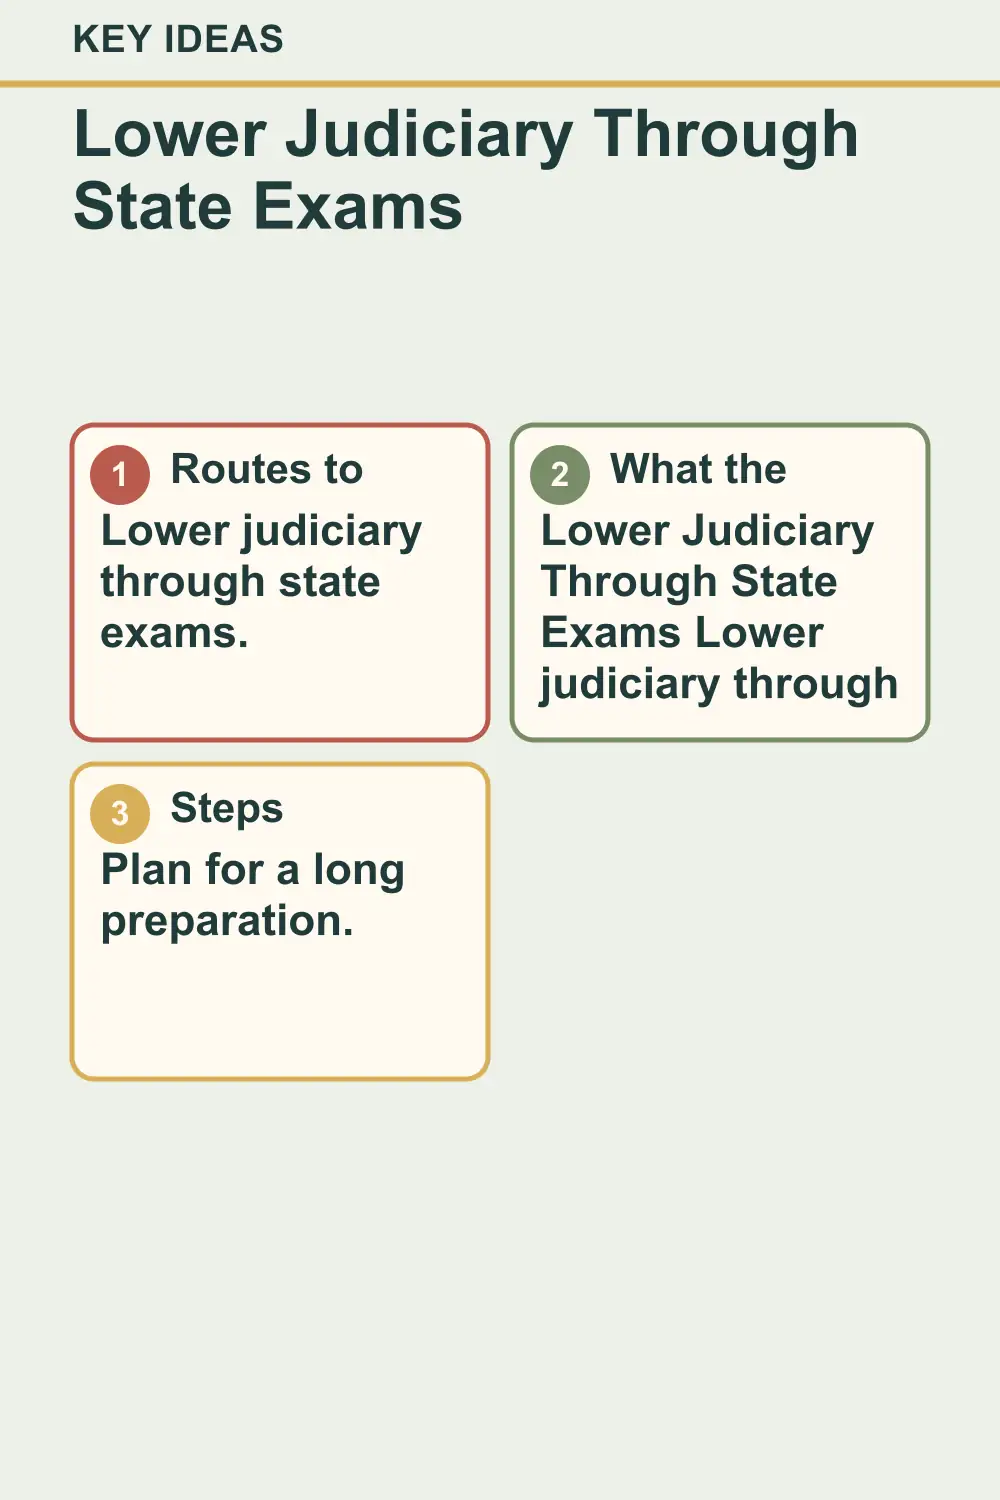 KEY IDEAS
Lower Judiciary Through
State Exams
1 Routes to
Lower judiciary
through state
exams.
2 What the
Lower Judiciary
Through State
Exams Lower
judiciary through
3 Steps
Plan for a long
preparation.